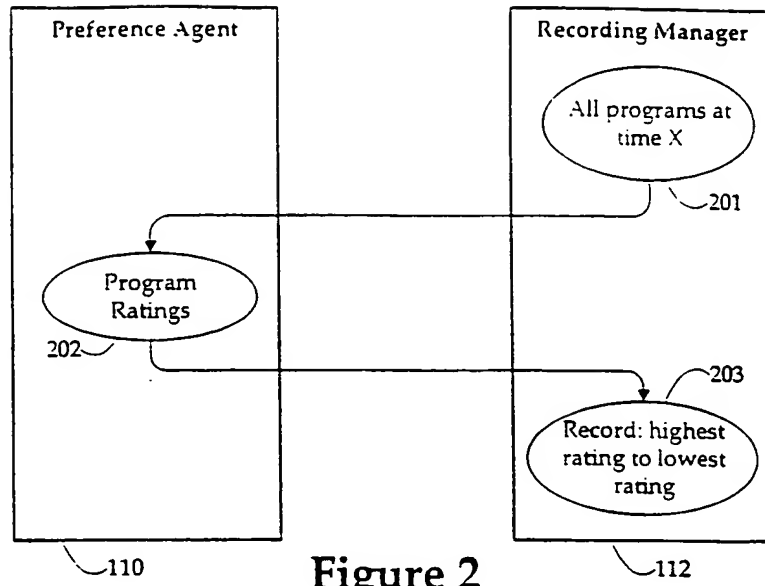 Preference Agent
Recording Manager
All programs at
time X
201
Program
Ratings
202
203
Record: highest
rating to lowest
rating
110
112
Figure 2